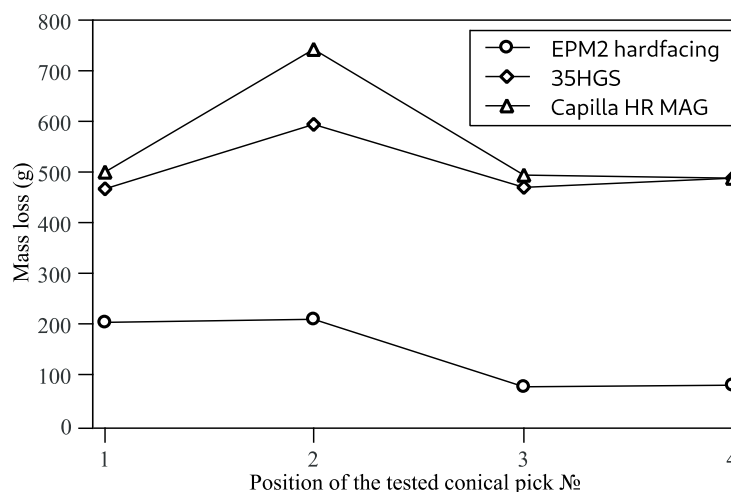 800
700
600
500
400
300
200
100
0
Mass loss (g)
EPM2 hardfacing
35HGS
Capilla HR MAG
1 2 3 4
Position of the tested conical pick №